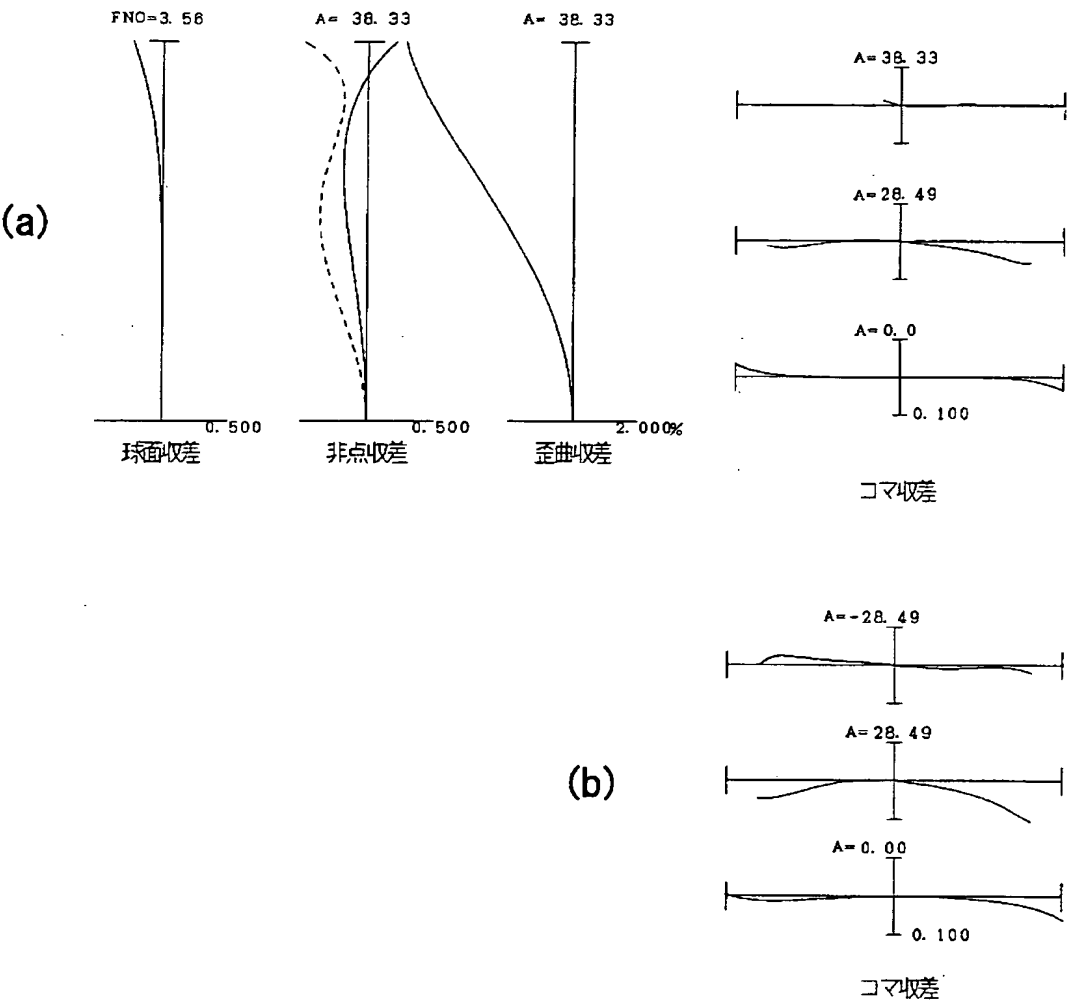 (a)
FNO=3.56
A= 38.33
A= 38.33
0.500
0.500
2.000%
球面収差
非点収差
歪曲収差
A=38.33
A=28.49
A=0.0
0.100
コマ収差
(b)
A=-28.49
A=28.49
A=0.00
0.100
コマ収差